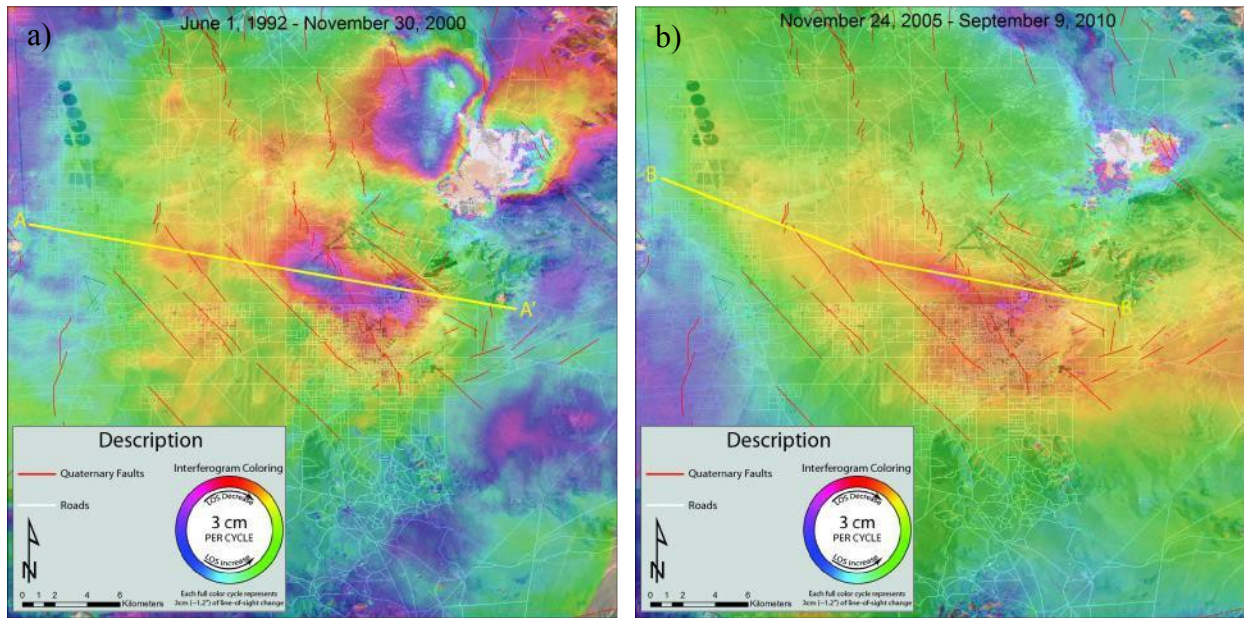 a)
June 1, 1992 - November 30, 2000
A
A'
Description
Quaternary Faults
Roads
Interferogram Coloring
LOS Decrease
3 cm
PER CYCLE
LOS increase
Each full color cycle represents
3cm (~1.2") of line-of-sight change
N
0 1 2 4 6
Kilometers
b)
November 24, 2005 - September 9, 2010
B
B'
Description
Quaternary Faults
Roads
Interferogram Coloring
LOS Decrease
3 cm
PER CYCLE
LOS increase
Each full color cycle represents
3cm (~1.2") of line-of-sight change
N
0 1 2 4 6
Kilometers